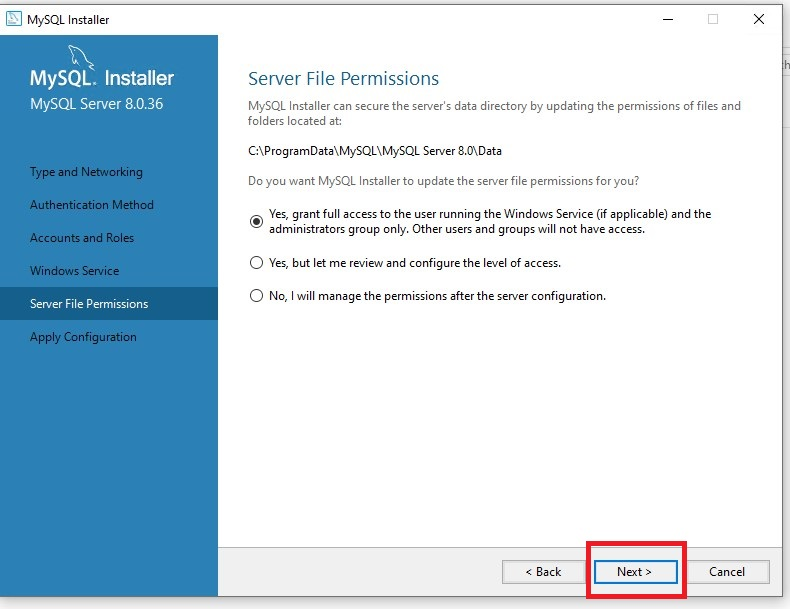 MySQL Installer
MySQL. Installer
MySQL Server 8.0.36
Type and Networking
Authentication Method
Accounts and Roles
Windows Service
Server File Permissions
Apply Configuration
Server File Permissions
MySQL Installer can secure the server's data directory by updating the permissions of files and
folders located at:
C:\ProgramData\MySQL\MySQL Server 8.0\Data
Do you want MySQL Installer to update the server file permissions for you?
Yes, grant full access to the user running the Windows Service (if applicable) and the
administrators group only. Other users and groups will not have access.
Yes, but let me review and configure the level of access.
No, I will manage the permissions after the server configuration.
< Back
Next >
Cancel